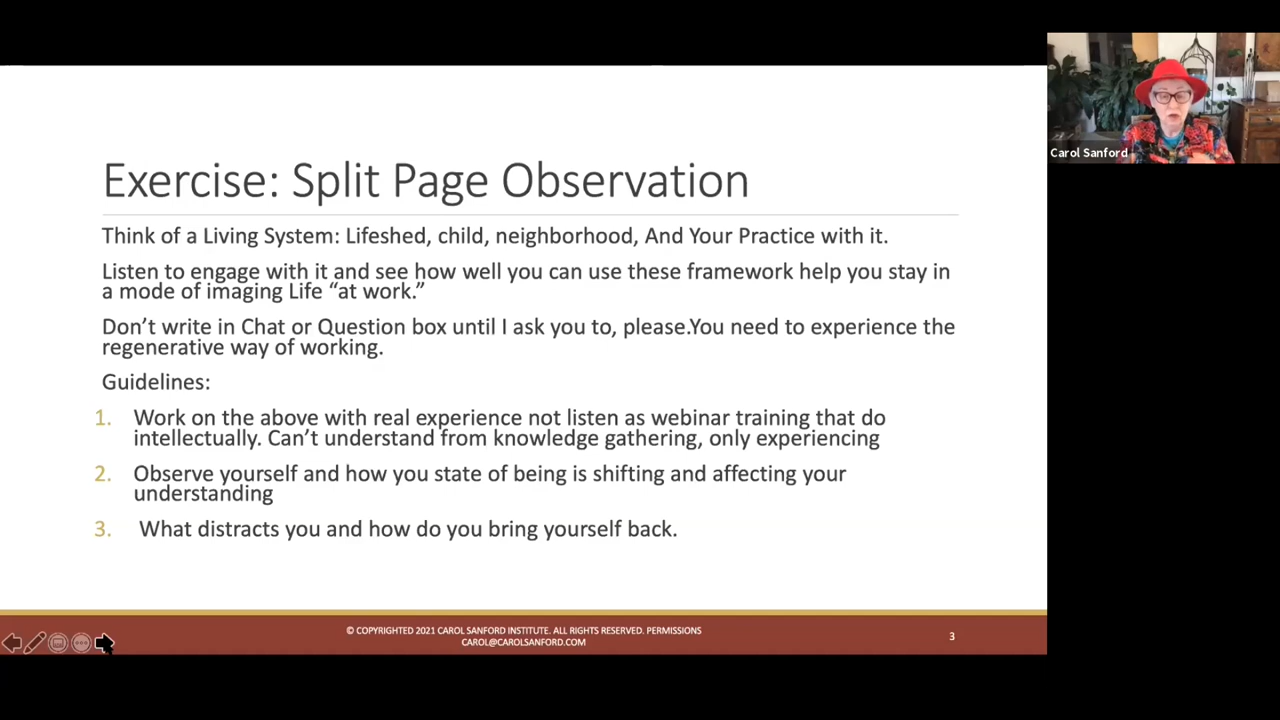 Exercise: Split Page Observation
Think of a Living System: Lifeshed, child, neighborhood, And Your Practice with it.
Listen to engage with it and see how well you can use these framework help you stay in
a mode of imaging Life “at work.”
Don’t write in Chat or Question box until I ask you to, please.You need to experience the
regenerative way of working.
Guidelines:
1. Work on the above with real experience not listen as webinar training that do
intellectually. Can’t understand from knowledge gathering, only experiencing
2. Observe yourself and how you state of being is shifting and affecting your
understanding
3. What distracts you and how do you bring yourself back.
© COPYRIGHTED 2021 CAROL SANFORD INSTITUTE. ALL RIGHTS RESERVED. PERMISSIONS
CAROL@CAROLSANFORD.COM
3
Carol Sanford